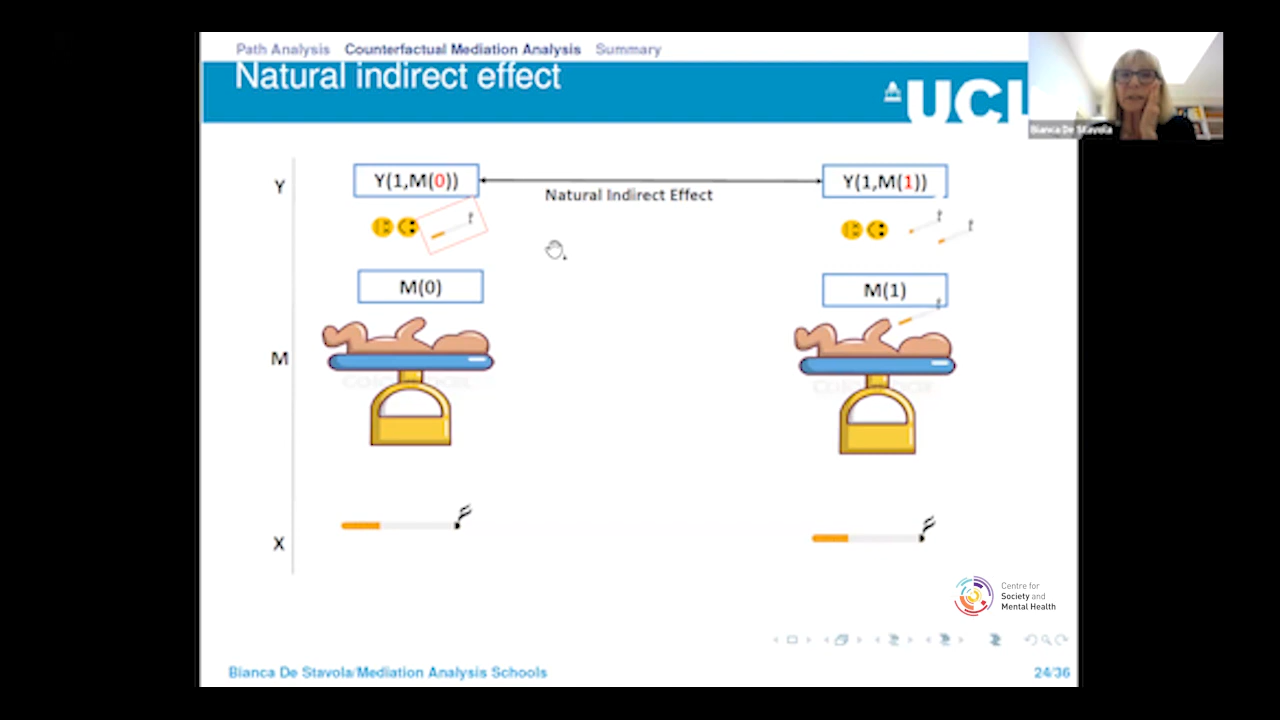 Path Analysis Counterfactual Mediation Analysis Summary
Natural indirect effect
UCL
Bianca De Stavola
Y
Y(1,M(0))
Natural Indirect Effect
Y(1,M(1))
M(0)
M(1)
M
X
Centre for
Society and
Mental Health
Bianca De Stavola/Mediation Analysis Schools
24/36